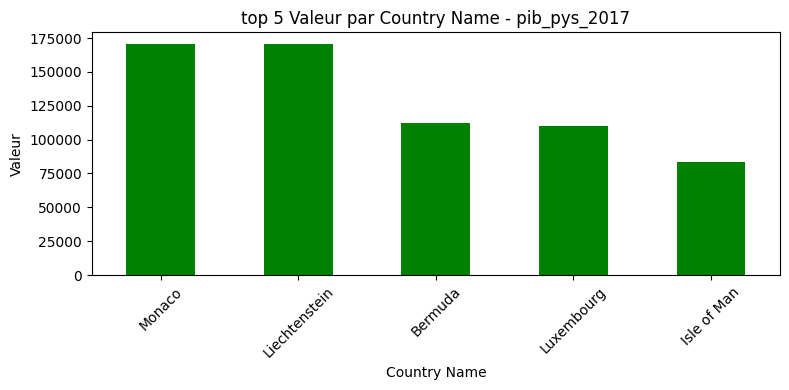 top 5 Valeur par Country Name - pib_pys_2017
Valeur
175000
150000
125000
100000
75000
50000
25000
0
Monaco
Liechtenstein
Bermuda
Luxembourg
Isle of Man
Country Name